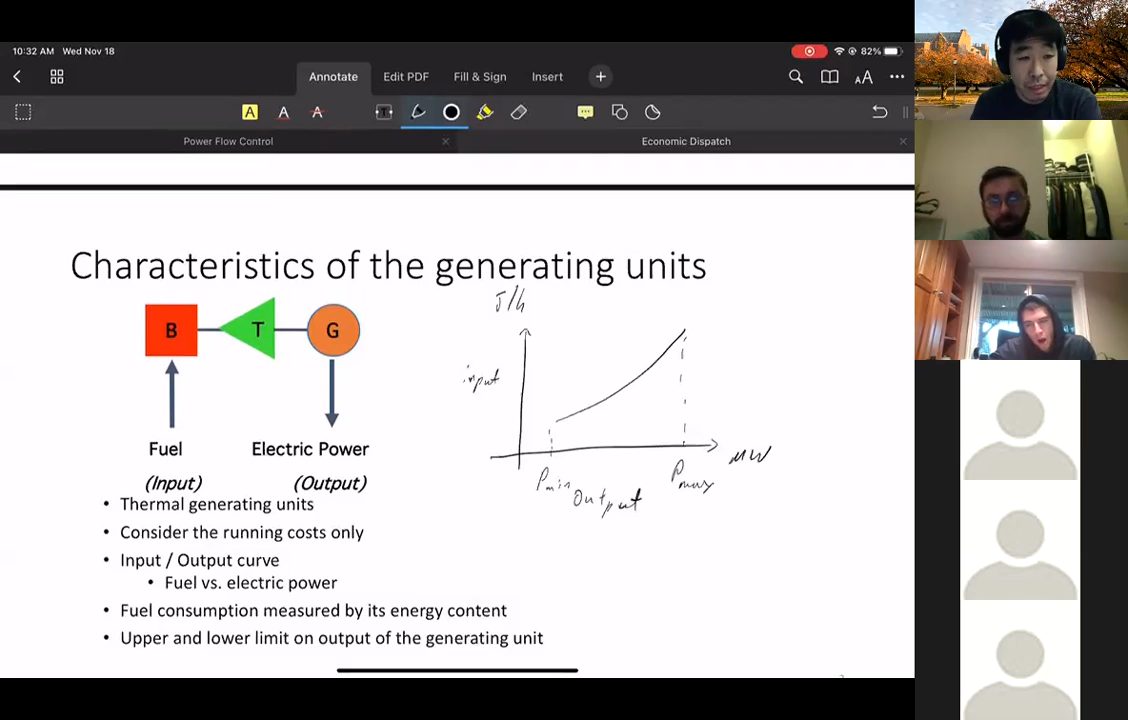 10:32 AM Wed Nov 18
82%
Annotate Edit PDF Fill & Sign Insert
A A A T
AA
Power Flow Control
Economic Dispatch
Characteristics of the generating units
B T G
Fuel Electric Power
(Input) (Output)
J/h
input
MW
Pmin Output Pmax
• Thermal generating units
• Consider the running costs only
• Input / Output curve
• Fuel vs. electric power
• Fuel consumption measured by its energy content
• Upper and lower limit on output of the generating unit